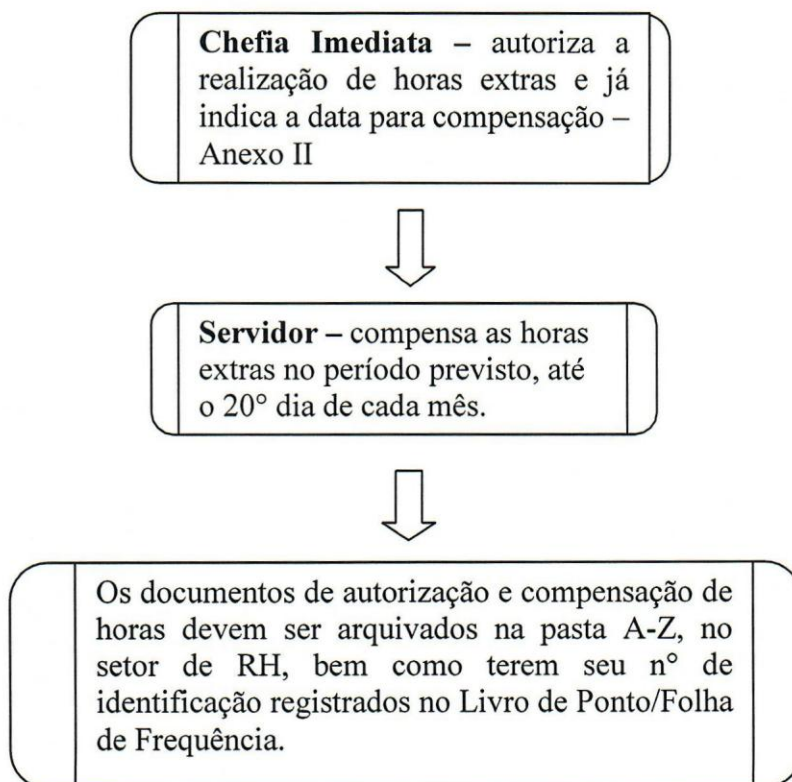 Chefia Imediata – autoriza a
realização de horas extras e já
indica a data para compensação –
Anexo II
Servidor – compensa as horas
extras no período previsto, até
o 20° dia de cada mês.
Os documentos de autorização e compensação de
horas devem ser arquivados na pasta A-Z, no
setor de RH, bem como terem seu n° de
identificação registrados no Livro de Ponto/Folha
de Frequência.